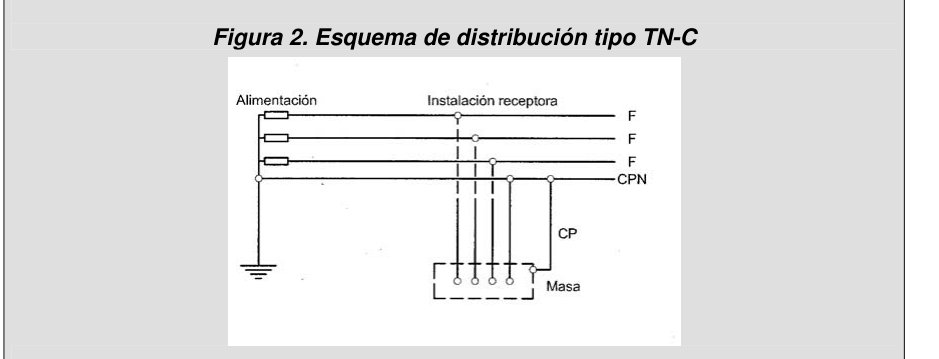 Figura 2. Esquema de distribución tipo TN-C
Alimentación
Instalación receptora
F
F
F
CPN
CP
Masa